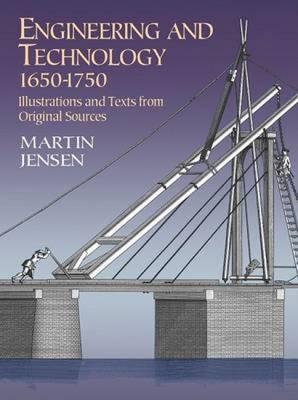 ENGINEERING AND
TECHNOLOGY
1650-1750
Illustrations and Texts from
Original Sources
MARTIN
JENSEN